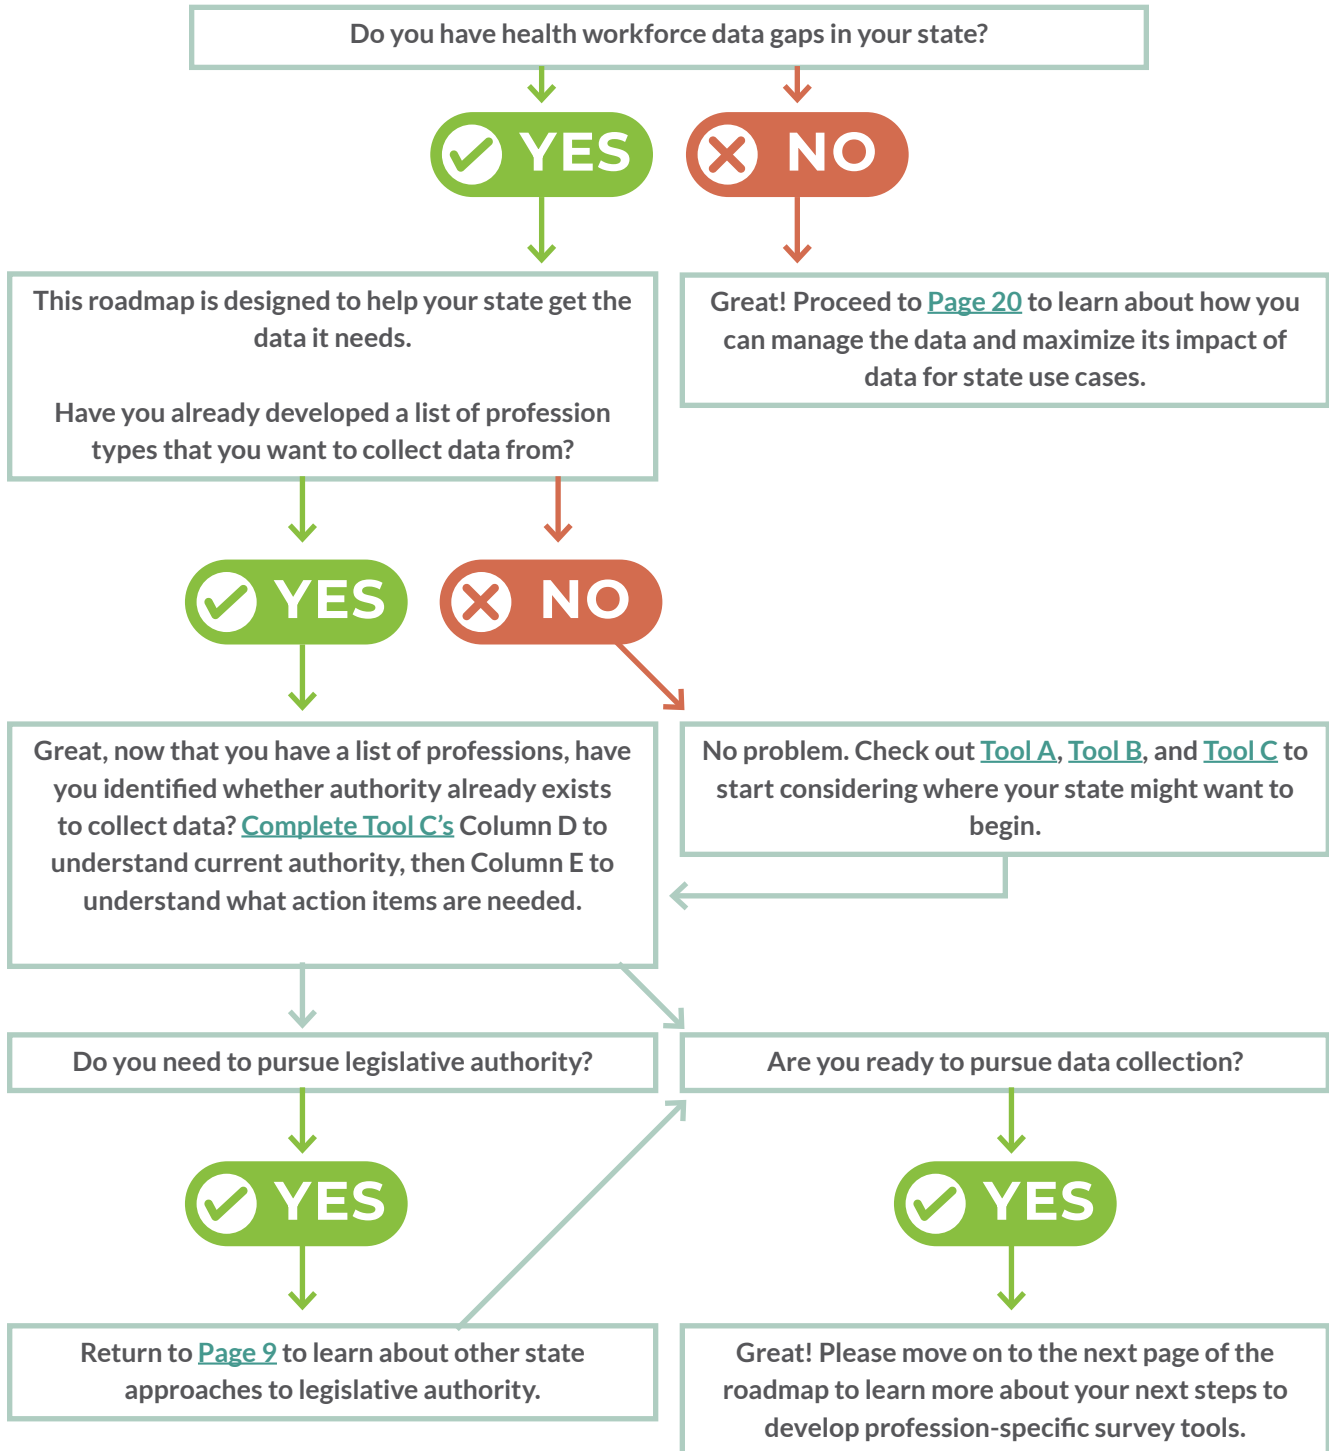 Do you have health workforce data gaps in your state?
YES
NO
This roadmap is designed to help your state get the
data it needs.
Have you already developed a list of profession
types that you want to collect data from?
Great! Proceed to Page 20 to learn about how you
can manage the data and maximize its impact of
data for state use cases.
YES
NO
Great, now that you have a list of professions, have
you identified whether authority already exists
to collect data? Complete Tool C's Column D to
understand current authority, then Column E to
understand what action items are needed.
No problem. Check out Tool A, Tool B, and Tool C to
start considering where your state might want to
begin.
Do you need to pursue legislative authority?
Are you ready to pursue data collection?
YES
YES
Return to Page 9 to learn about other state
approaches to legislative authority.
Great! Please move on to the next page of the
roadmap to learn more about your next steps to
develop profession-specific survey tools.